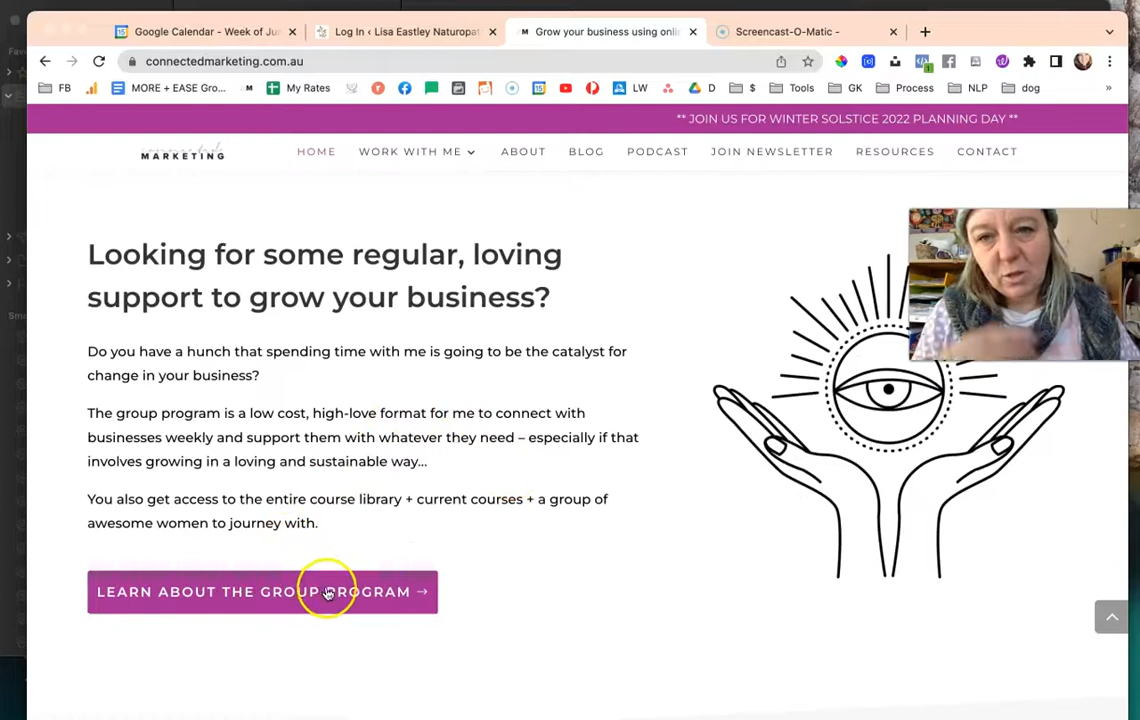 Google Calendar - Week of Ju
Log In ‹ Lisa Eastley Naturopat
M Grow your business using onli
Screencast-O-Matic -
connectedmarketing.com.au
FB
MORE + EASE Gro...
My Rates
LW
D
$
Tools
GK
Process
NLP
dog
»
** JOIN US FOR WINTER SOLSTICE 2022 PLANNING DAY **
connected
MARKETING
HOME
WORK WITH ME
ABOUT
BLOG
PODCAST
JOIN NEWSLETTER
RESOURCES
CONTACT
Looking for some regular, loving
support to grow your business?
Do you have a hunch that spending time with me is going to be the catalyst for
change in your business?
The group program is a low cost, high-love format for me to connect with
businesses weekly and support them with whatever they need – especially if that
involves growing in a loving and sustainable way...
You also get access to the entire course library + current courses + a group of
awesome women to journey with.
LEARN ABOUT THE GROUP PROGRAM →